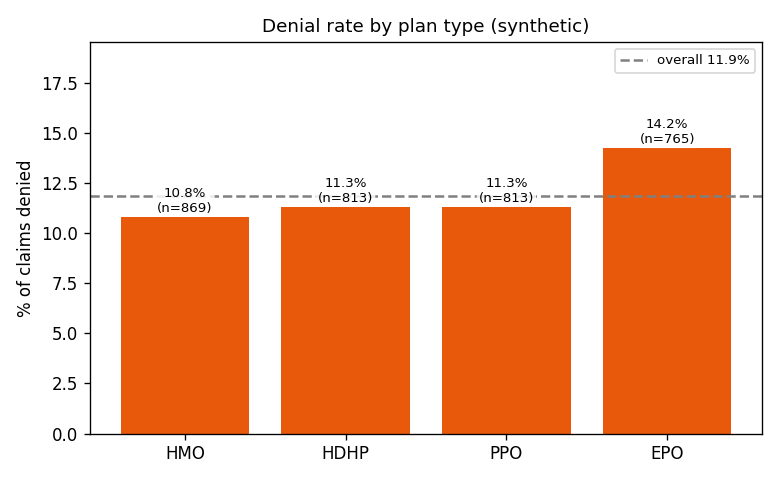 Denial rate by plan type (synthetic)
overall 11.9%
% of claims denied
17.5
15.0
12.5
10.0
7.5
5.0
2.5
0.0
10.8%
(n=869)
11.3%
(n=813)
11.3%
(n=813)
14.2%
(n=765)
HMO
HDHP
PPO
EPO